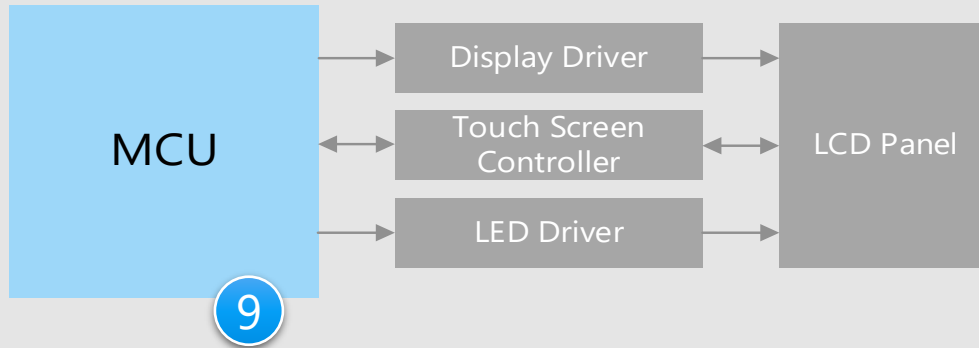 MCU
Display Driver
Touch Screen
Controller
LED Driver
LCD Panel
9